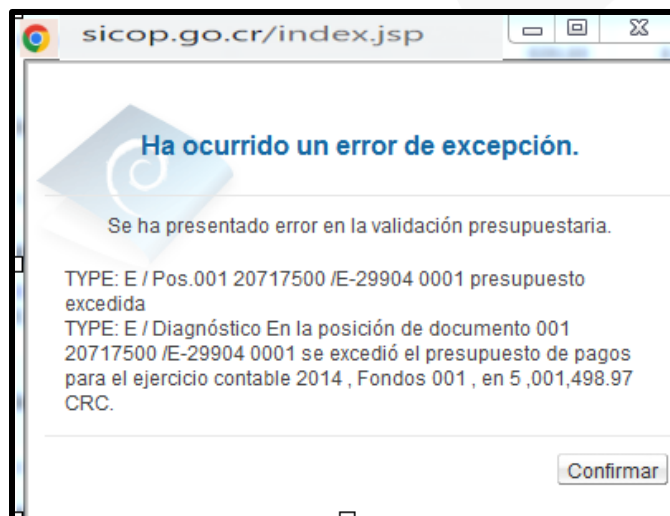 sicop.go.cr/index.jsp
Ha ocurrido un error de excepción.
Se ha presentado error en la validación presupuestaria.
TYPE: E / Pos.001 20717500 /E-29904 0001 presupuesto
excedida
TYPE: E / Diagnóstico En la posición de documento 001
20717500 /E-29904 0001 se excedió el presupuesto de pagos
para el ejercicio contable 2014 , Fondos 001 , en 5 ,001,498.97
CRC.
Confirmar